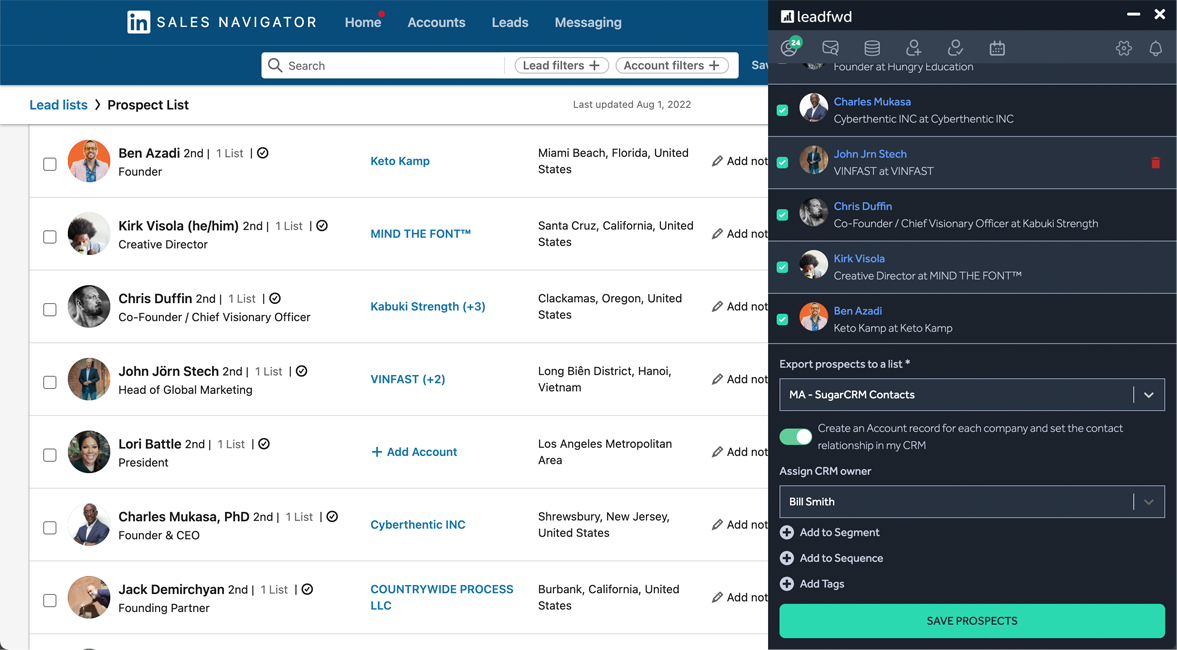 in SALES NAVIGATOR
Home
Accounts
Leads
Messaging
Search
Lead filters +
Account filters +
Sav
Lead lists > Prospect List
Last updated Aug 1, 2022
Ben Azadi 2nd | 1 List |
Founder
Keto Kamp
Miami Beach, Florida, United
States
Add not
Kirk Visola (he/him) 2nd | 1 List |
Creative Director
MIND THE FONT™
Santa Cruz, California, United
States
Add not
Chris Duffin 2nd | 1 List |
Co-Founder / Chief Visionary Officer
Kabuki Strength (+3)
Clackamas, Oregon, United
States
Add not
John Jörn Stech 2nd | 1 List |
Head of Global Marketing
VINFAST (+2)
Long Biên District, Hanoi,
Vietnam
Add not
Lori Battle 2nd | 1 List |
President
+ Add Account
Los Angeles Metropolitan
Area
Add not
Charles Mukasa, PhD 2nd | 1 List |
Founder & CEO
Cyberthentic INC
Shrewsbury, New Jersey,
United States
Add not
Jack Demirchyan 2nd | 1 List |
Founding Partner
COUNTRYWIDE PROCESS
LLC
Burbank, California, United
States
Add not
leadfwd
24
Founder at Hungry Education
Charles Mukasa
Cyberthentic INC at Cyberthentic INC
John Jrn Stech
VINFAST at VINFAST
Chris Duffin
Co-Founder / Chief Visionary Officer at Kabuki Strength
Kirk Visola
Creative Director at MIND THE FONT™
Ben Azadi
Keto Kamp at Keto Kamp
Export prospects to a list *
MA - SugarCRM Contacts
Create an Account record for each company and set the contact
relationship in my CRM
Assign CRM owner
Bill Smith
Add to Segment
Add to Sequence
Add Tags
SAVE PROSPECTS